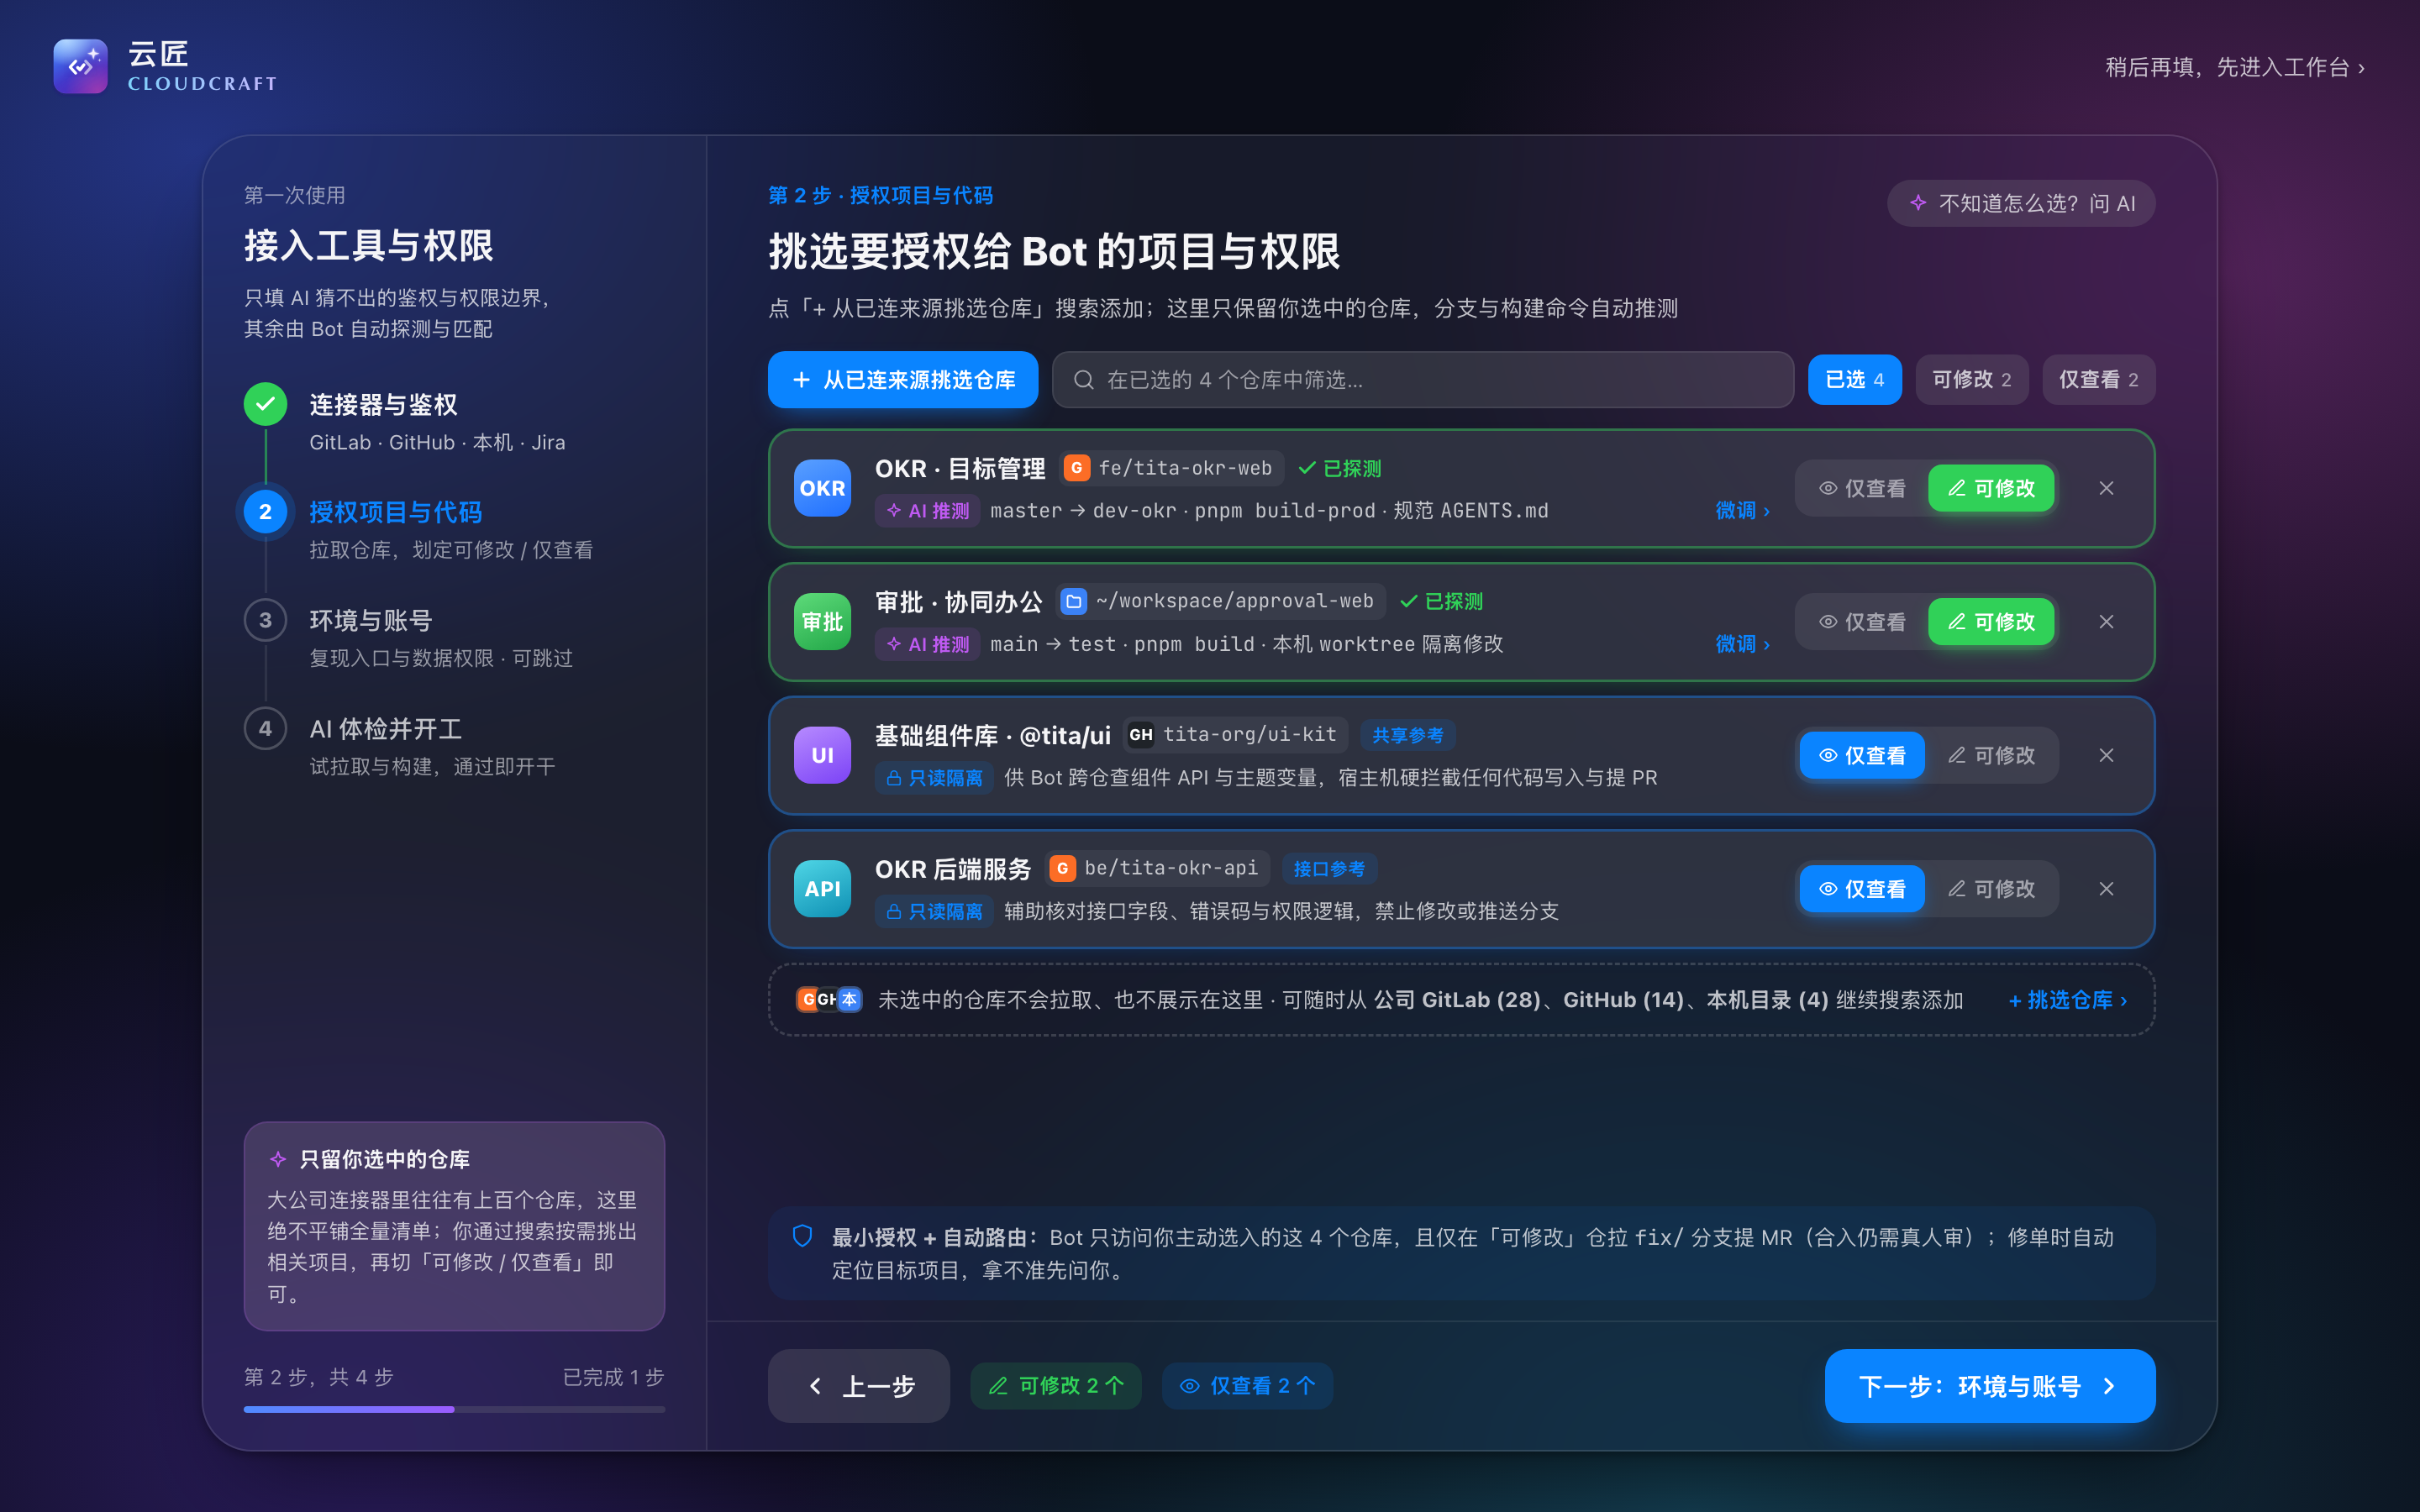 云匠
CLOUDCRAFT
稍后再填，先进入工作台 ›
第一次使用
接入工具与权限
只填 AI 猜不出的鉴权与权限边界，
其余由 Bot 自动探测与匹配
连接器与鉴权
GitLab · GitHub · 本机 · Jira
2
授权项目与代码
拉取仓库，划定可修改 / 仅查看
3
环境与账号
复现入口与数据权限 · 可跳过
4
AI 体检并开工
试拉取与构建，通过即开干
只留你选中的仓库
大公司连接器里往往有上百个仓库，这里
绝不平铺全量清单；你通过搜索按需挑出
相关项目，再切「可修改 / 仅查看」即
可。
第 2 步，共 4 步 已完成 1 步
第 2 步 · 授权项目与代码
不知道怎么选？问 AI
挑选要授权给 Bot 的项目与权限
点「+ 从已连来源挑选仓库」搜索添加；这里只保留你选中的仓库，分支与构建命令自动推测
+ 从已连来源挑选仓库 在已选的 4 个仓库中筛选... 已选 4 可修改 2 仅查看 2
OKR OKR · 目标管理 G fe/tita-okr-web 已探测 仅查看 可修改
AI 推测 master → dev-okr · pnpm build-prod · 规范 AGENTS.md 微调 ›
审批 审批 · 协同办公 ~/workspace/approval-web 已探测 仅查看 可修改
AI 推测 main → test · pnpm build · 本机 worktree 隔离修改 微调 ›
UI 基础组件库 · @tita/ui GH tita-org/ui-kit 共享参考 仅查看 可修改
只读隔离 供 Bot 跨仓查组件 API 与主题变量，宿主机硬拦截任何代码写入与提 PR
API OKR 后端服务 G be/tita-okr-api 接口参考 仅查看 可修改
只读隔离 辅助核对接口字段、错误码与权限逻辑，禁止修改或推送分支
G GH 本 未选中的仓库不会拉取、也不展示在这里 · 可随时从 公司 GitLab (28)、GitHub (14)、本机目录 (4) 继续搜索添加 + 挑选仓库 ›
最小授权 + 自动路由：Bot 只访问你主动选入的这 4 个仓库，且仅在「可修改」仓拉 fix/ 分支提 MR（合入仍需真人审）；修单时自动
定位目标项目，拿不准先问你。
上一步 可修改 2 个 仅查看 2 个 下一步：环境与账号